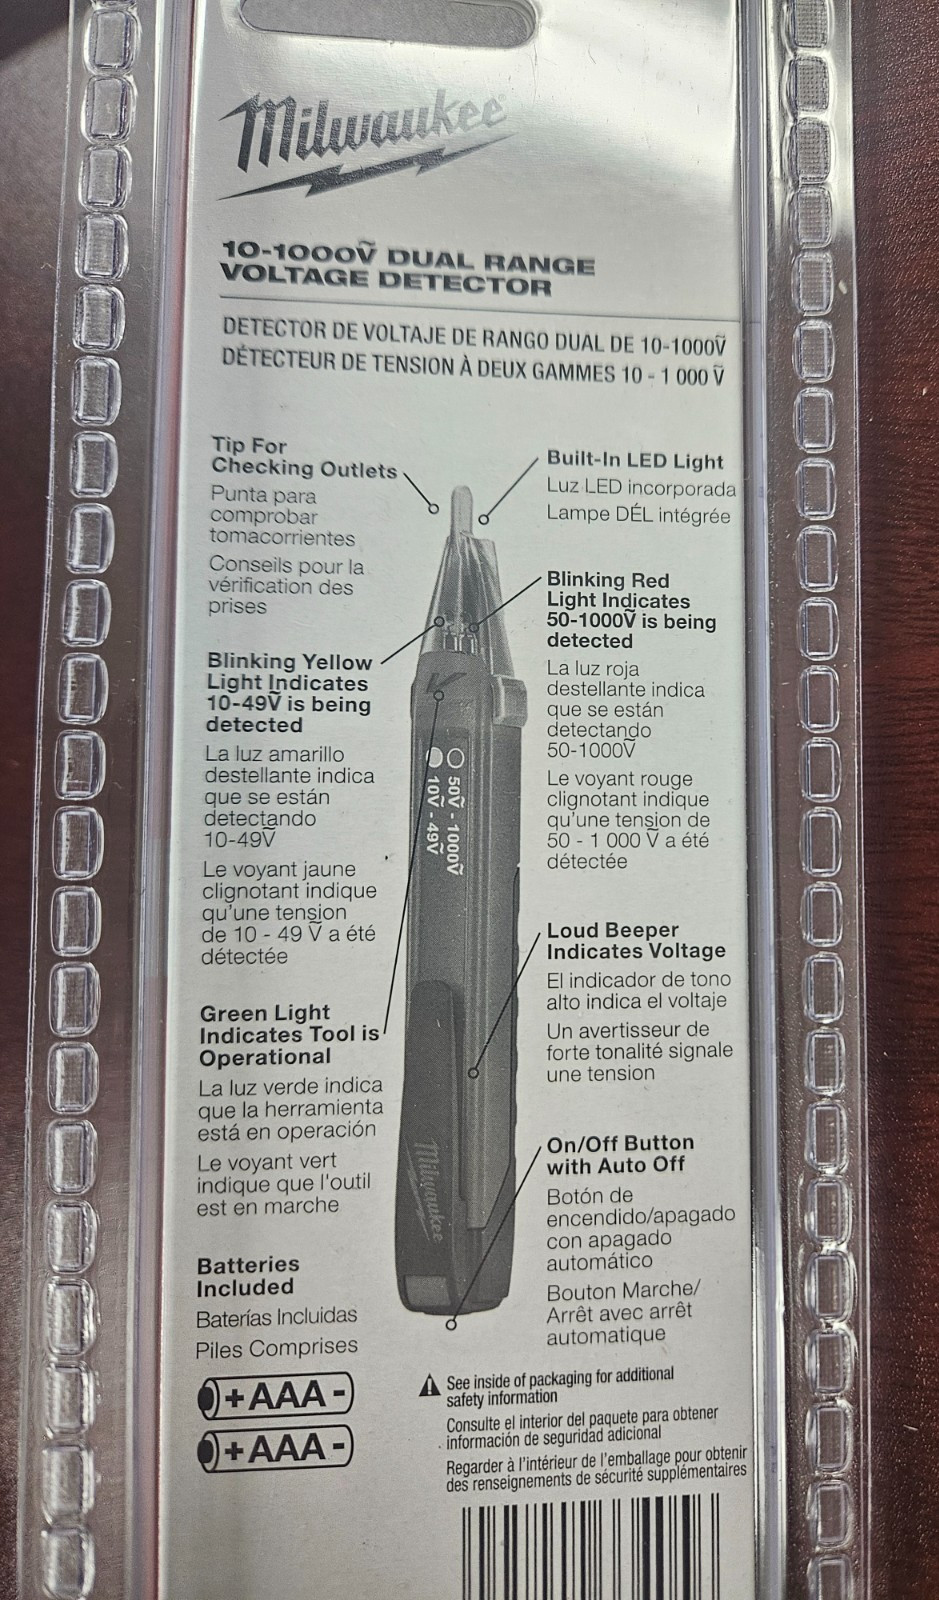 Milwaukee
10-1000Ṽ DUAL RANGE
VOLTAGE DETECTOR
DETECTOR DE VOLTAJE DE RANGO DUAL DE 10-1000Ṽ
DÉTECTEUR DE TENSION À DEUX GAMMES 10 - 1 000 Ṽ
Tip For
Checking Outlets
Punta para
comprobar
tomacorrientes
Conseils pour la
vérification des
prises
Built-In LED Light
Luz LED incorporada
Lampe DÉL intégrée
Blinking Red
Light Indicates
50-1000Ṽ is being
detected
La luz roja
destellante indica
que se están
detectando
50-1000Ṽ
Le voyant rouge
clignotant indique
qu'une tension de
50 - 1 000 Ṽ a été
détectée
Blinking Yellow
Light Indicates
10-49Ṽ is being
detected
La luz amarillo
destellante indica
que se están
detectando
10-49Ṽ
Le voyant jaune
clignotant indique
qu'une tension
de 10 - 49 Ṽ a été
détectée
50Ṽ - 1000Ṽ
10Ṽ - 49Ṽ
Loud Beeper
Indicates Voltage
El indicador de tono
alto indica el voltaje
Un avertisseur de
forte tonalité signale
une tension
Green Light
Indicates Tool is
Operational
La luz verde indica
que la herramienta
está en operación
Le voyant vert
indique que l'outil
est en marche
Milwaukee
On/Off Button
with Auto Off
Botón de
encendido/apagado
con apagado
automático
Bouton Marche/
Arrêt avec arrêt
automatique
Batteries
Included
Baterías Incluidas
Piles Comprises
+AAA-
+AAA-
See inside of packaging for additional
safety information
Consulte el interior del paquete para obtener
información de seguridad adicional
Regarder à l'intérieure de l'emballage pour obtenir
des renseignements de sécurité supplémentaires